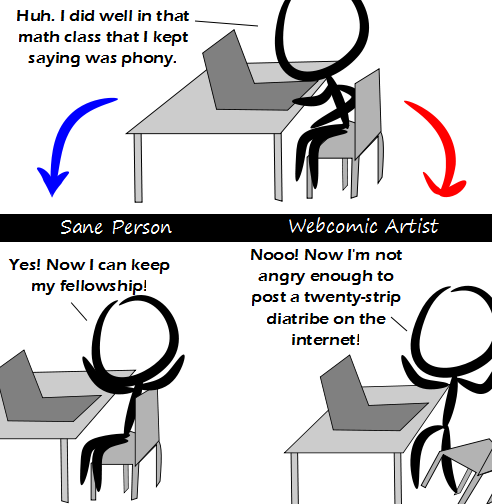 Huh. I did well in that
math class that I kept
saying was phony.
Sane Person
Webcomic Artist
Yes! Now I can keep
my fellowship!
Nooo! Now I'm not
angry enough to
post a twenty-strip
diatribe on the
internet!